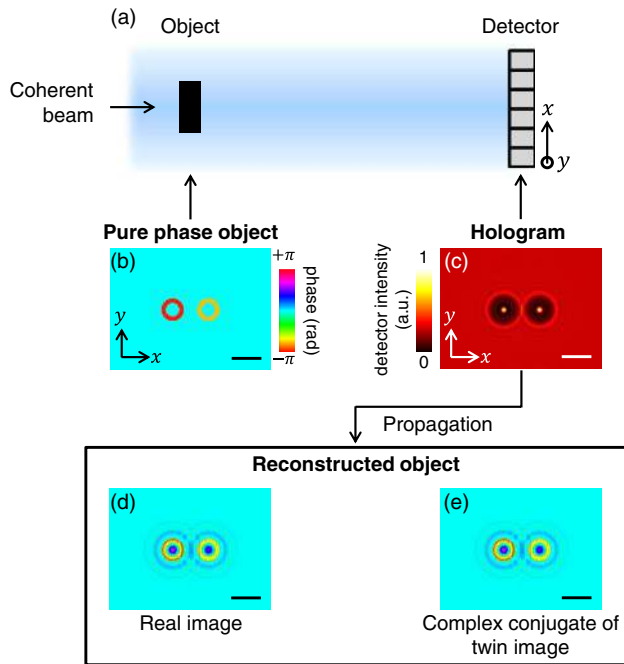 (a)
Object
Detector
Coherent
beam
x
y
Pure phase object
Hologram
(b)
+π
phase (rad)
−π
y
x
detector intensity
(a.u.)
1
0
(c)
y
x
Propagation
Reconstructed object
(d)
(e)
Real image
Complex conjugate of
twin image